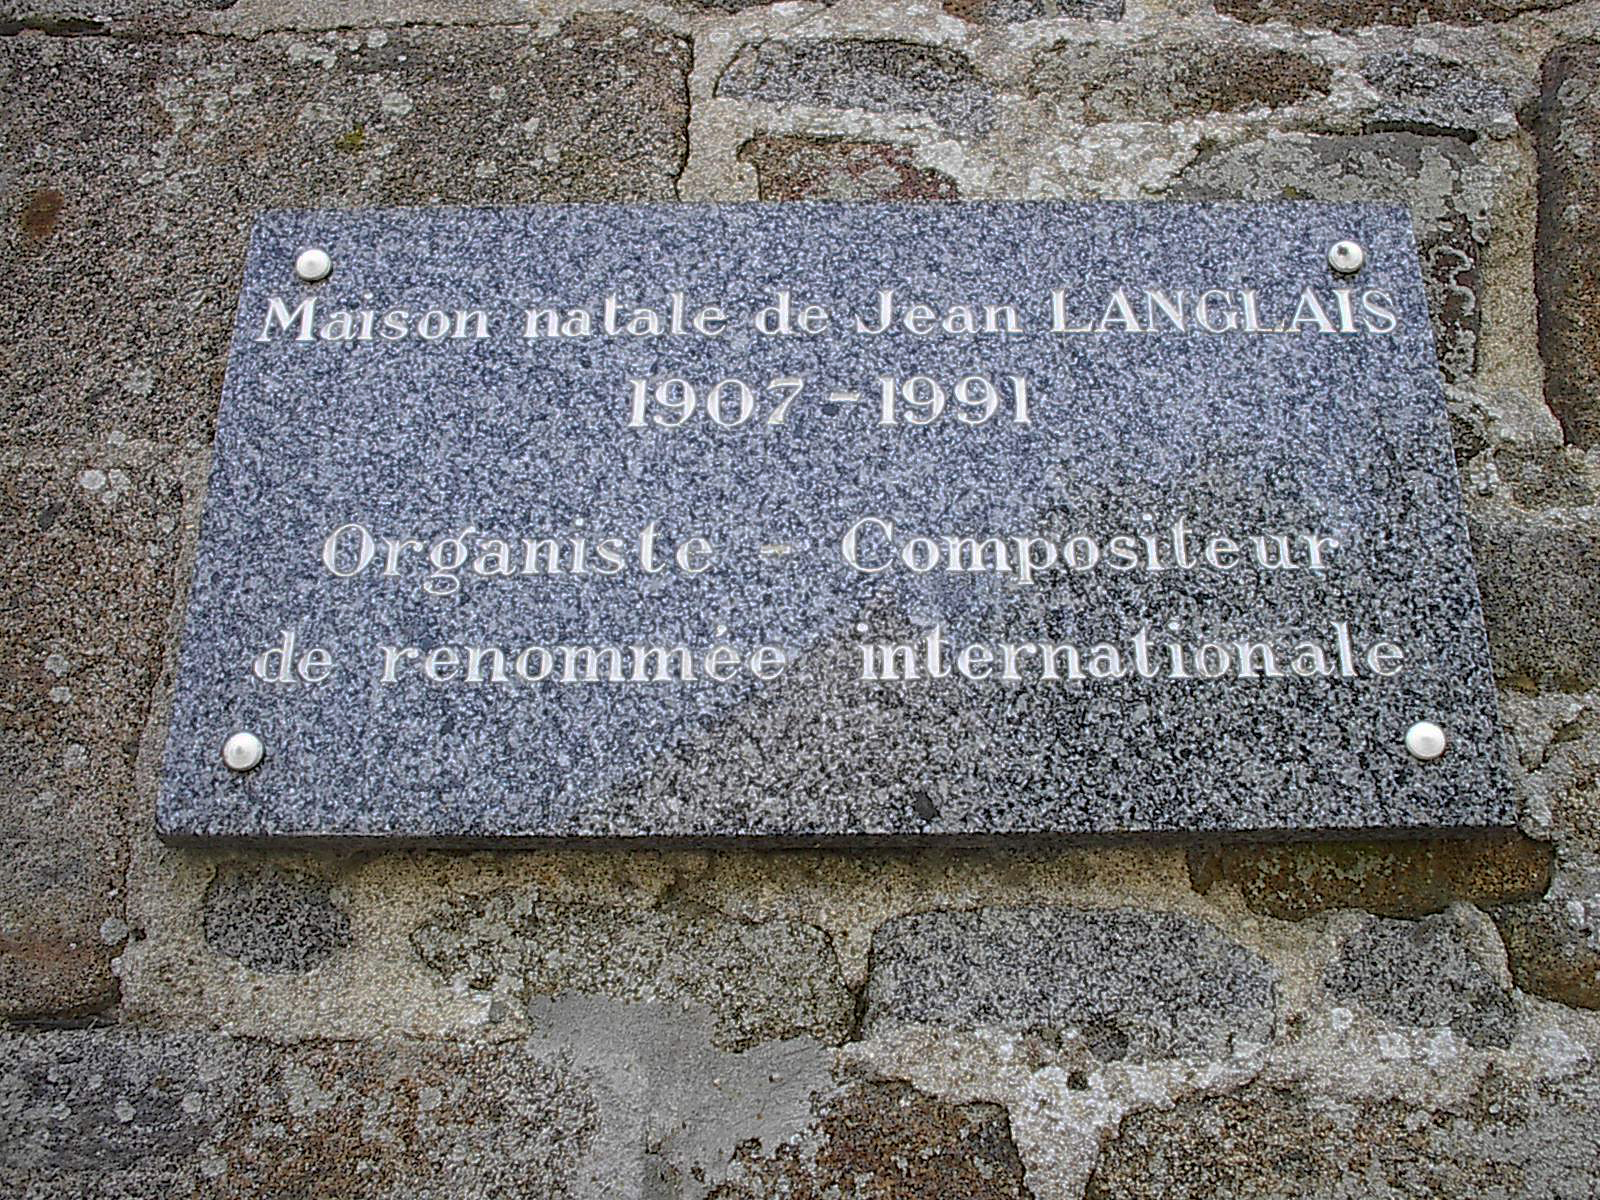 Maison natale de Jean LANGLAIS
1907 - 1991
Organiste - Compositeur
de renommée internationale